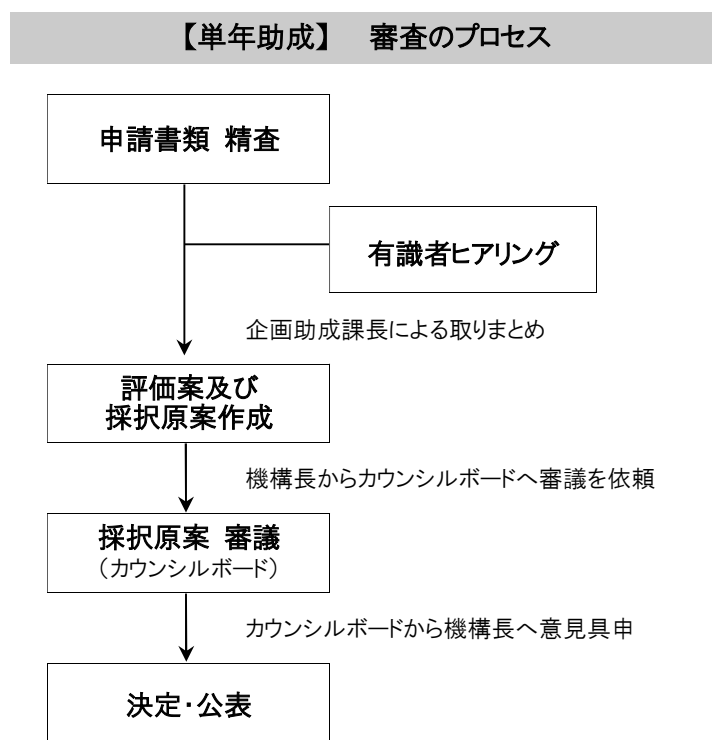 【単年助成】　審査のプロセス
申請書類 精査
有識者ヒアリング
企画助成課長による取りまとめ
評価案及び
採択原案作成
機構長からカウンシルボードへ審議を依頼
採択原案 審議
（カウンシルボード）
カウンシルボードから機構長へ意見具申
決定・公表